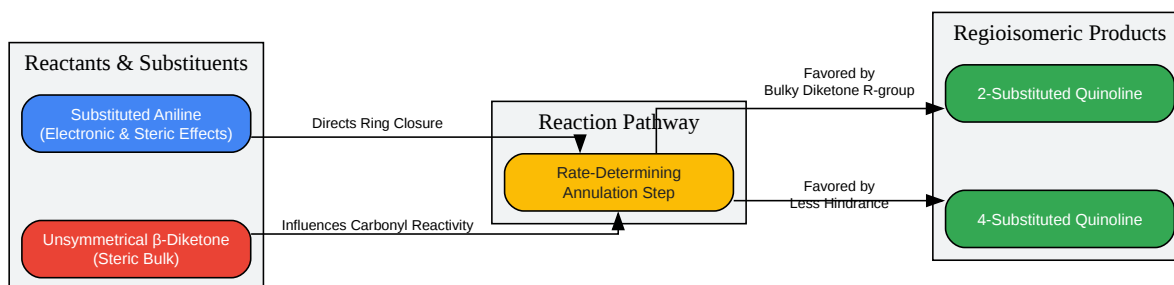 Reactants & Substituents
Substituted Aniline
(Electronic & Steric Effects)
Unsymmetrical β-Diketone
(Steric Bulk)
Directs Ring Closure
Influences Carbonyl Reactivity
Reaction Pathway
Rate-Determining
Annulation Step
Favored by
Bulky Diketone R-group
Favored by
Less Hindrance
Regioisomeric Products
2-Substituted Quinoline
4-Substituted Quinoline